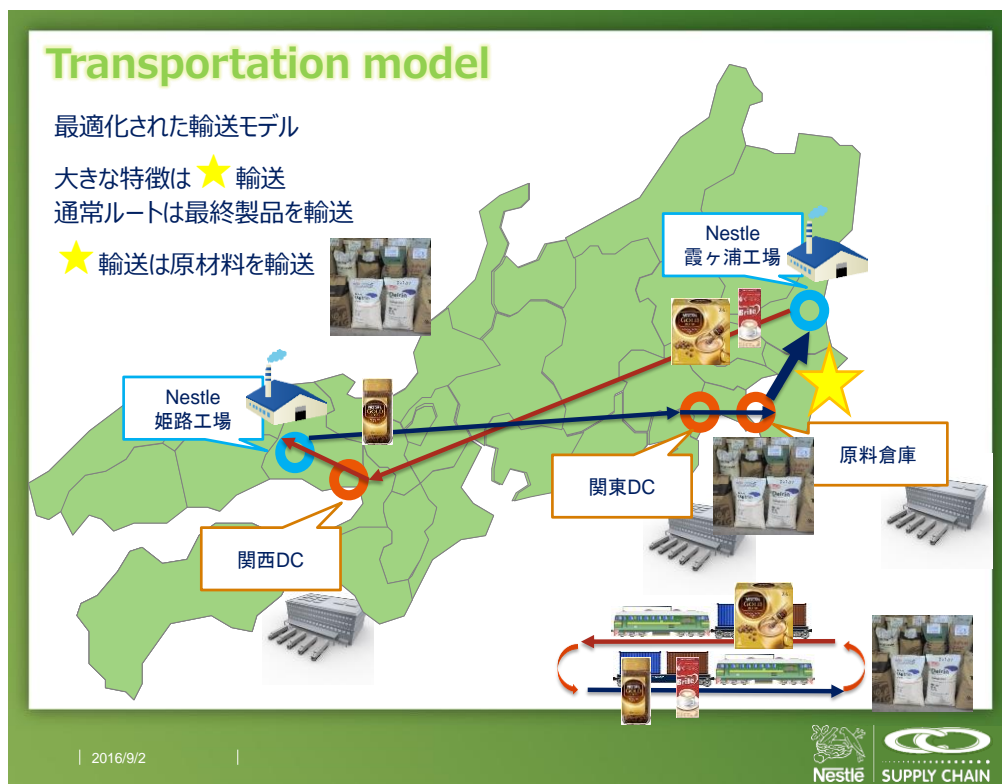 Transportation model
最適化された輸送モデル
大きな特徴は 輸送
通常ルートは最終製品を輸送
輸送は原材料を輸送
Nestle
霞ヶ浦工場
Nestle
姫路工場
関東DC
原料倉庫
関西DC
2016/9/2
Nestlé
SUPPLY CHAIN